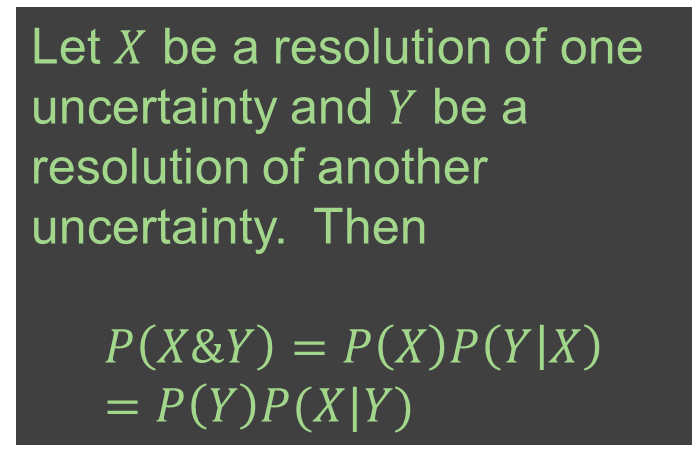 Let 𝑋 be a resolution of one
uncertainty and 𝑌 be a
resolution of another
uncertainty.  Then
𝑃(𝑋&𝑌) = 𝑃(𝑋)𝑃(𝑌|𝑋)
= 𝑃(𝑌)𝑃(𝑋|𝑌)